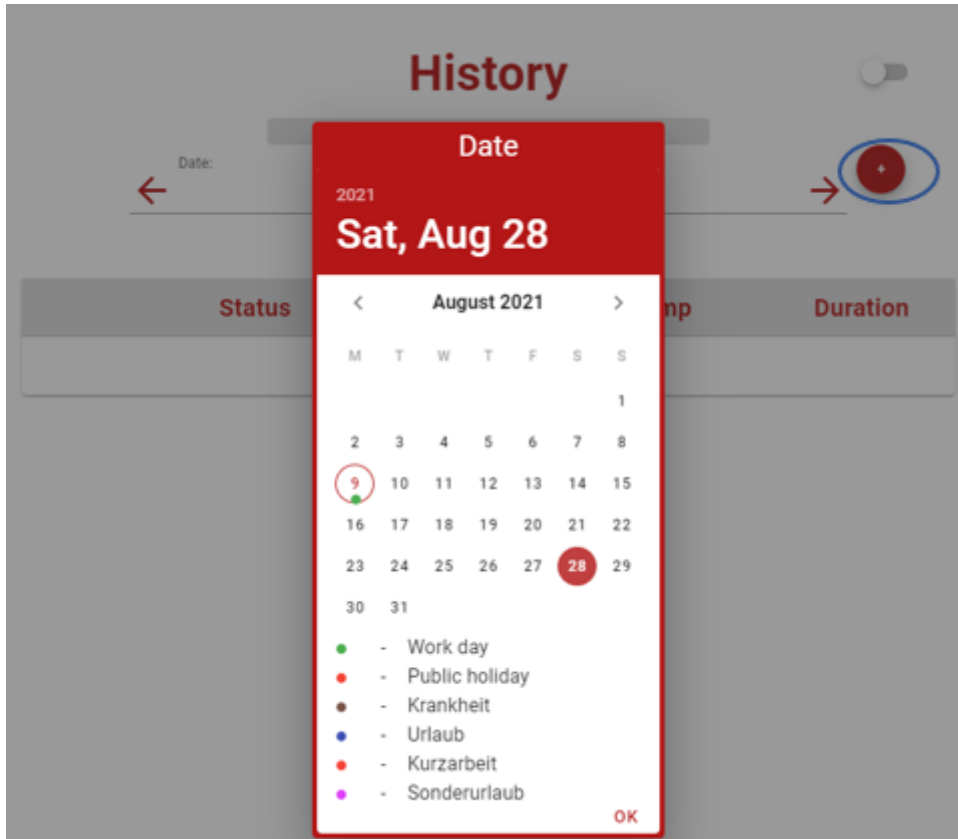 History
Date
Date:
+
2021
Sat, Aug 28
Status
mp
Duration
August 2021
M T W T F S S
1
2 3 4 5 6 7 8
9 10 11 12 13 14 15
16 17 18 19 20 21 22
23 24 25 26 27 28 29
30 31
- Work day
- Public holiday
- Krankheit
- Urlaub
- Kurzarbeit
- Sonderurlaub
OK